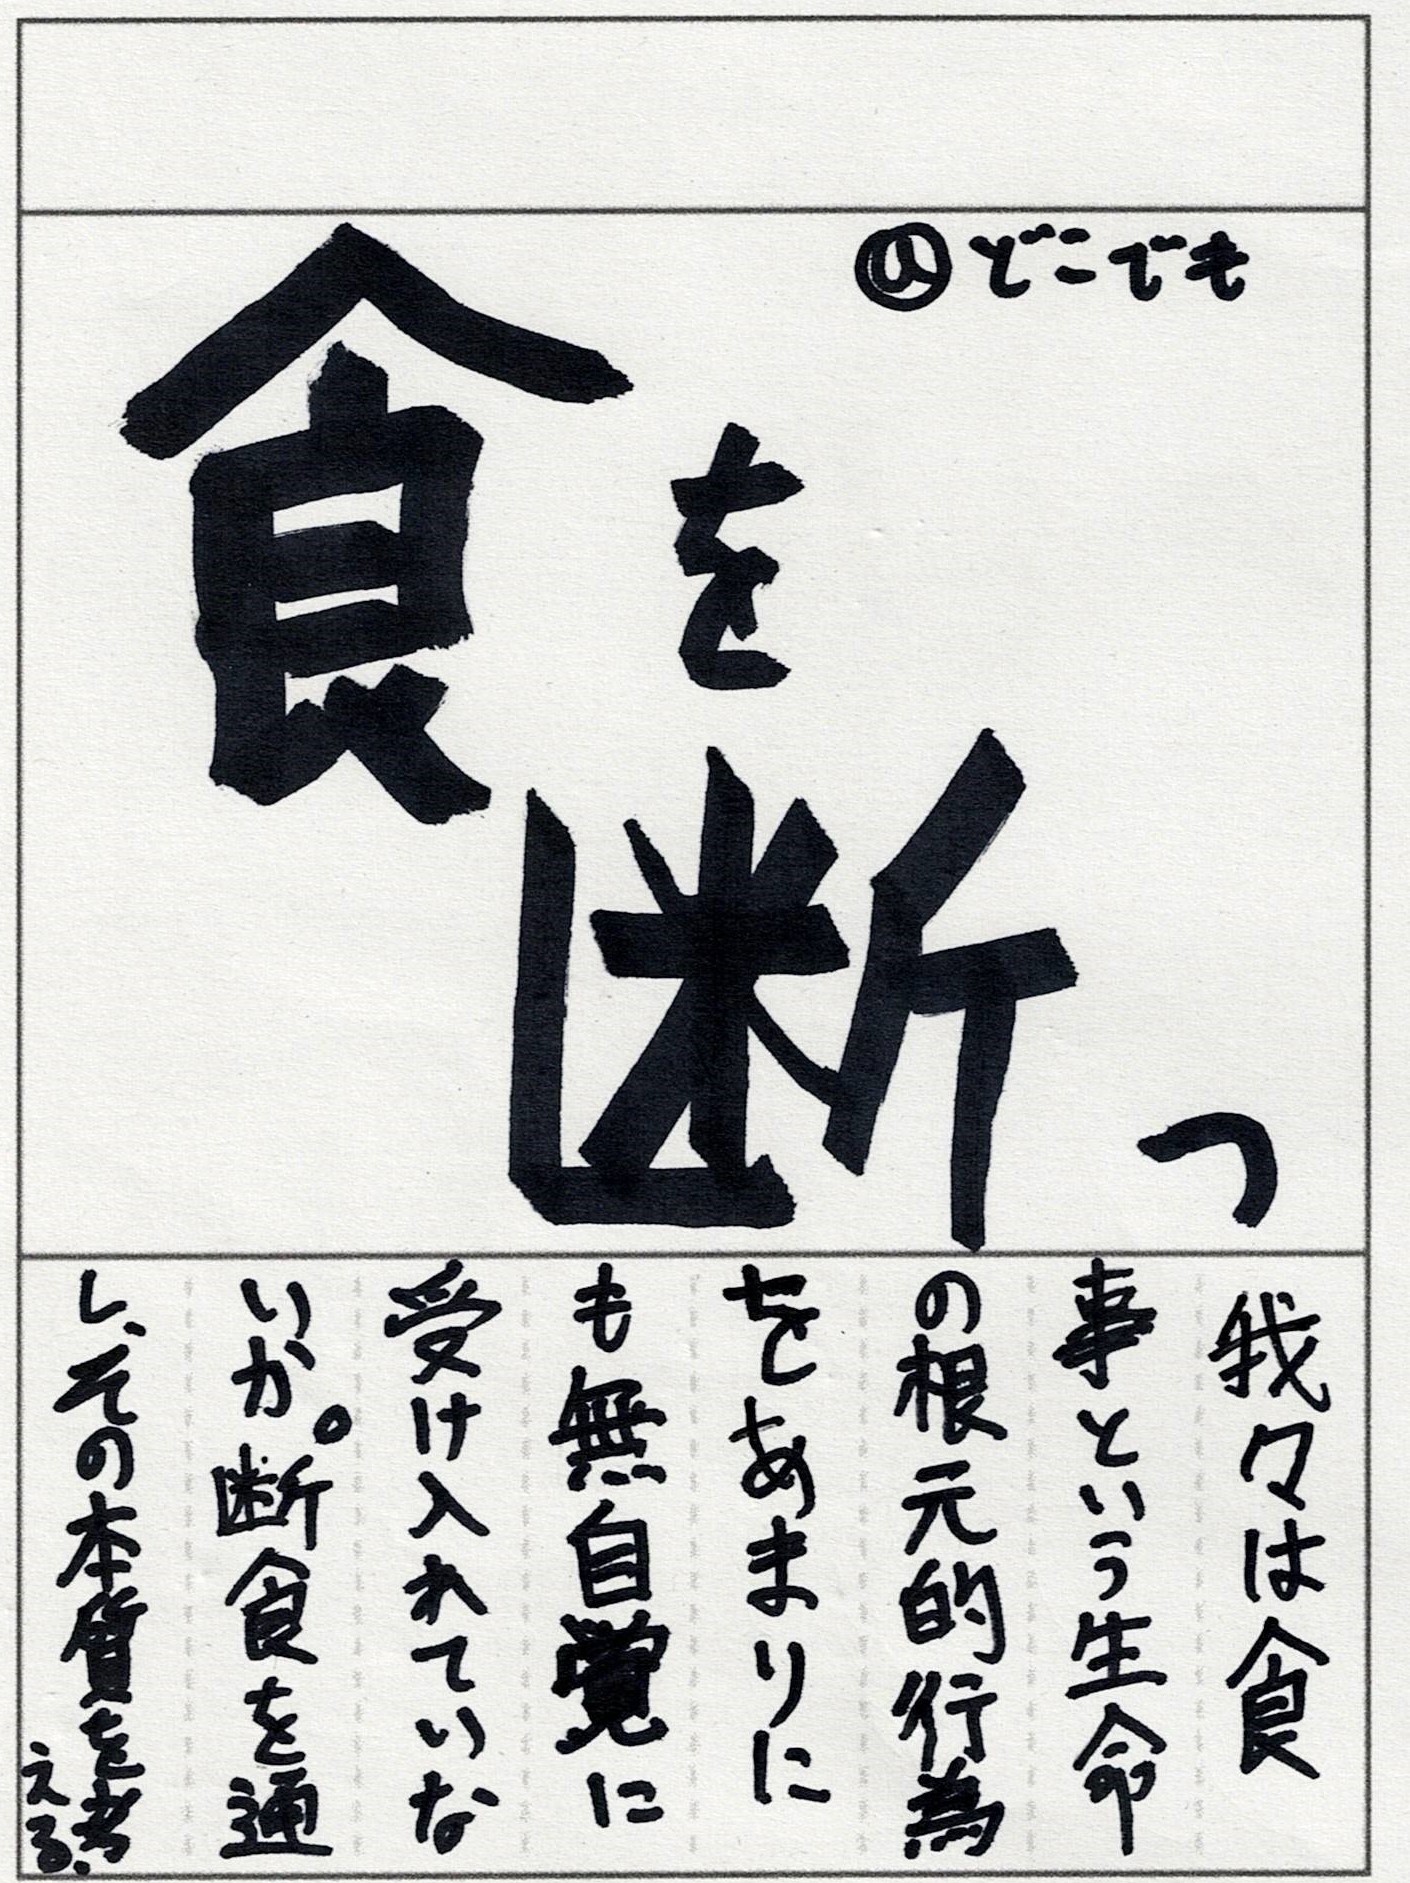 どこでも
食を断つ
我々は食
事という生命
の根元的行為
をあまりに
も無自覚に
受け入れていな
いか。断食を通
し、その本質を考
える。